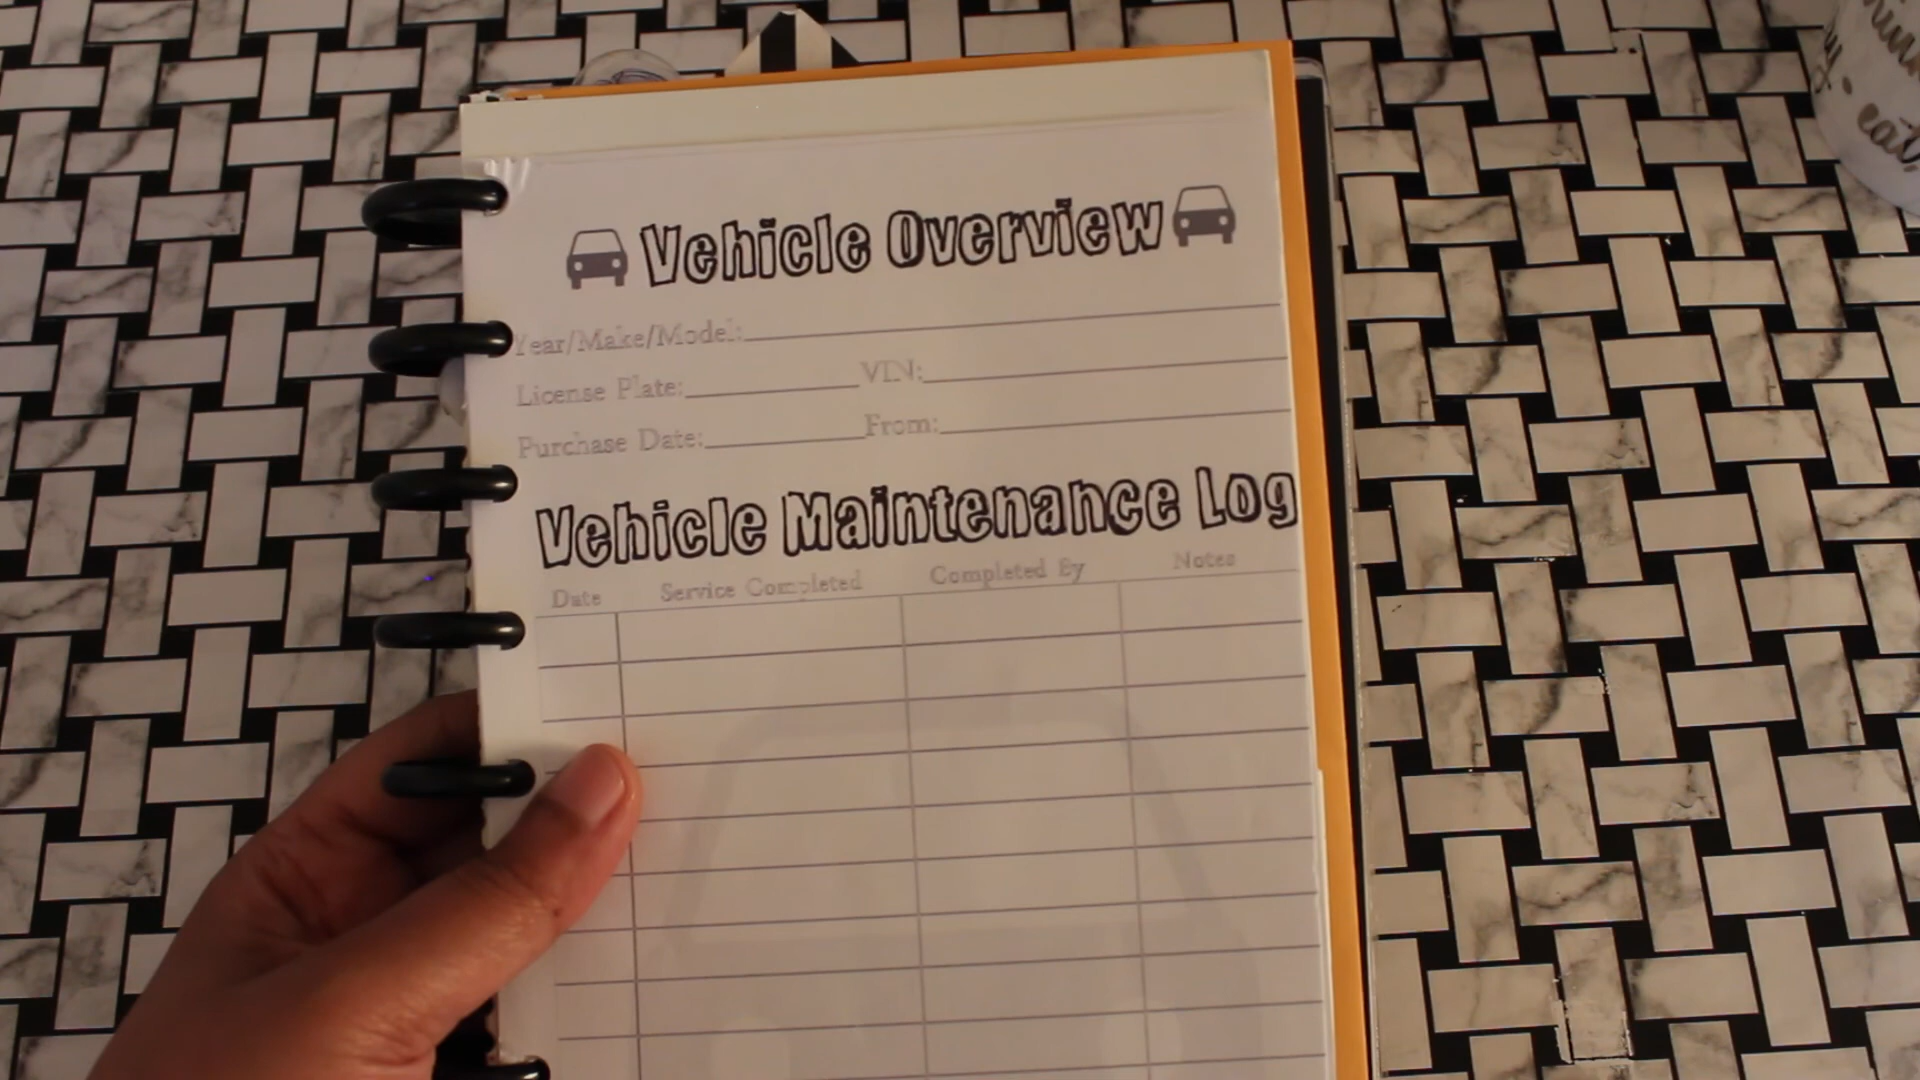 Vehicle Overview
Year/Make/Model:
License Plate: VIN:
Purchase Date: From:
Vehicle Maintenance Log
Date Service Completed Completed By Notes
eat,